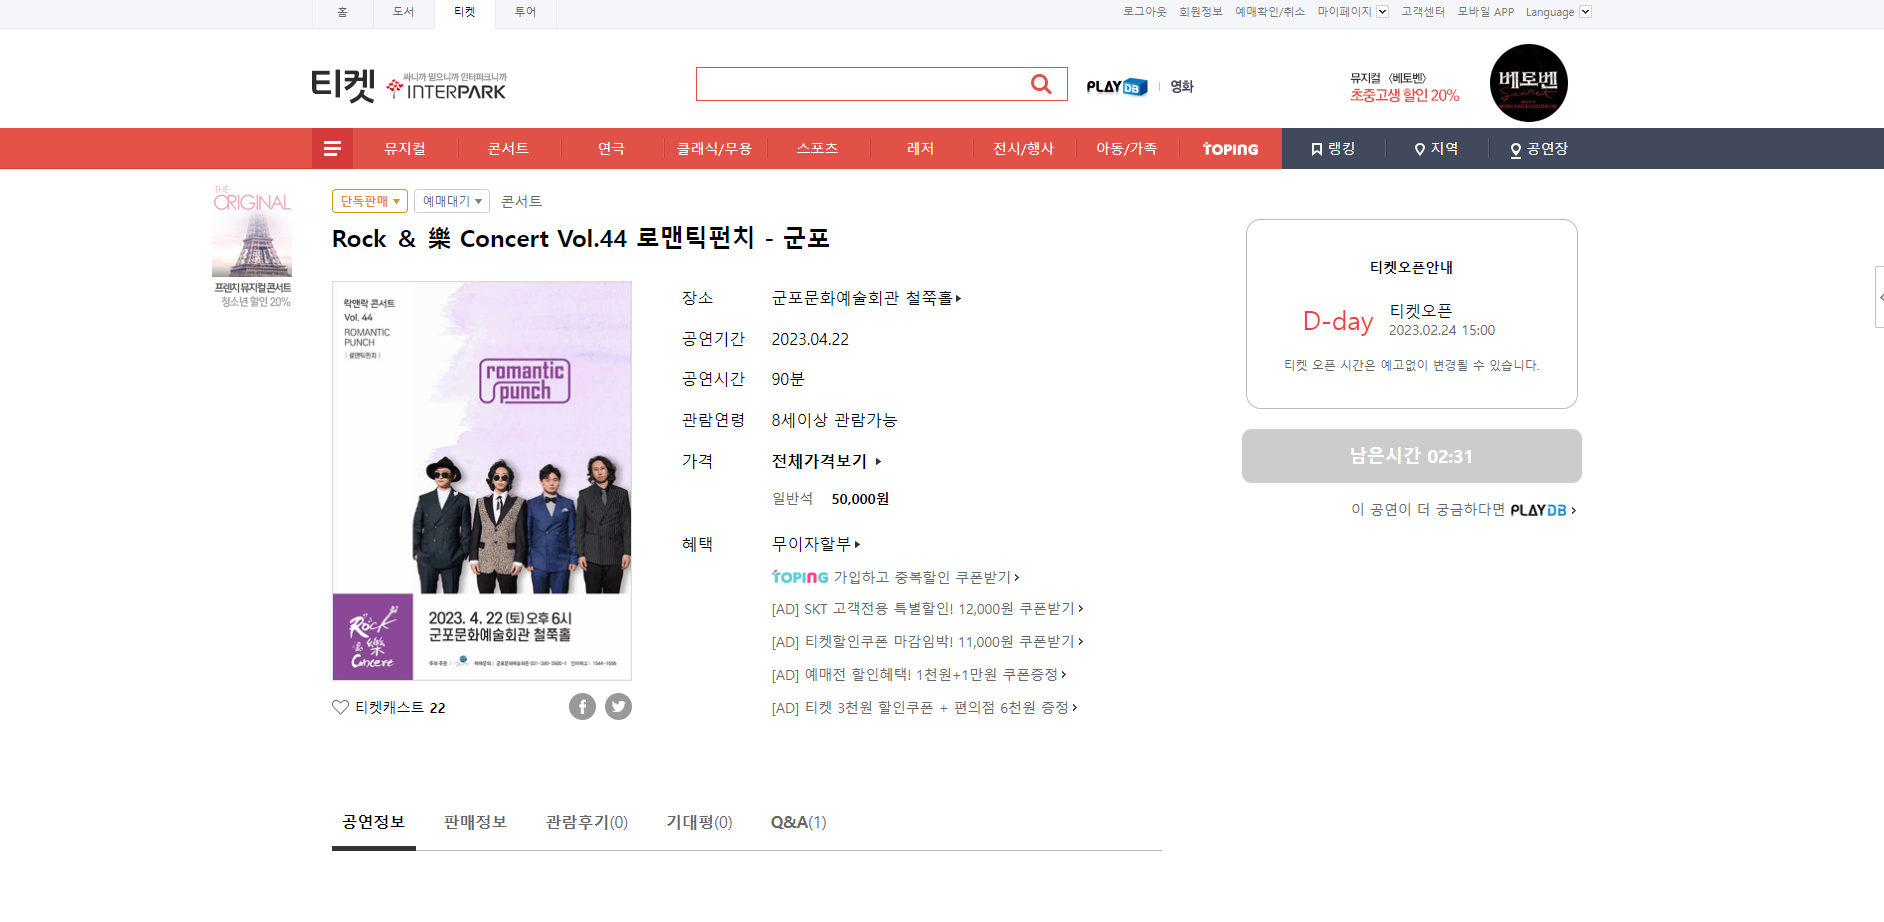 홈 도서 티켓 투어
로그아웃 회원정보 예매확인/취소 마이페이지 고객센터 모바일 APP Language
티켓 싸니까 믿으니까 인터파크니까
INTERPARK
PLAY DB 영화
뮤지컬 〈베토벤〉
초중고생 할인 20%
베토벤
Secret
뮤지컬 콘서트 연극 클래식/무용 스포츠 레저 전시/행사 아동/가족 TOPING 랭킹 지역 공연장
THE
ORIGINAL
프렌치 뮤지컬 콘서트
청소년 할인 20%
단독판매 예매대기 콘서트
Rock & 樂 Concert Vol.44 로맨틱펀치 - 군포
락앤락 콘서트
Vol. 44
ROMANTIC
PUNCH
| 로맨틱펀치 |
romantic
punch
Rock
&樂
Concert
2023. 4. 22 (토) 오후 6시
군포문화예술회관 철쭉홀
티켓캐스트 22
장소 군포문화예술회관 철쭉홀
공연기간 2023.04.22
공연시간 90분
관람연령 8세이상 관람가능
가격 전체가격보기
일반석 50,000원
혜택 무이자할부
TOPING 가입하고 중복할인 쿠폰받기
[AD] SKT 고객전용 특별할인! 12,000원 쿠폰받기
[AD] 티켓할인쿠폰 마감임박! 11,000원 쿠폰받기
[AD] 예매전 할인혜택! 1천원+1만원 쿠폰증정
[AD] 티켓 3천원 할인쿠폰 + 편의점 6천원 증정
티켓오픈안내
D-day 티켓오픈
2023.02.24 15:00
티켓 오픈 시간은 예고없이 변경될 수 있습니다.
남은시간 02:31
이 공연이 더 궁금하다면 PLAYDB
공연정보 판매정보 관람후기(0) 기대평(0) Q&A(1)